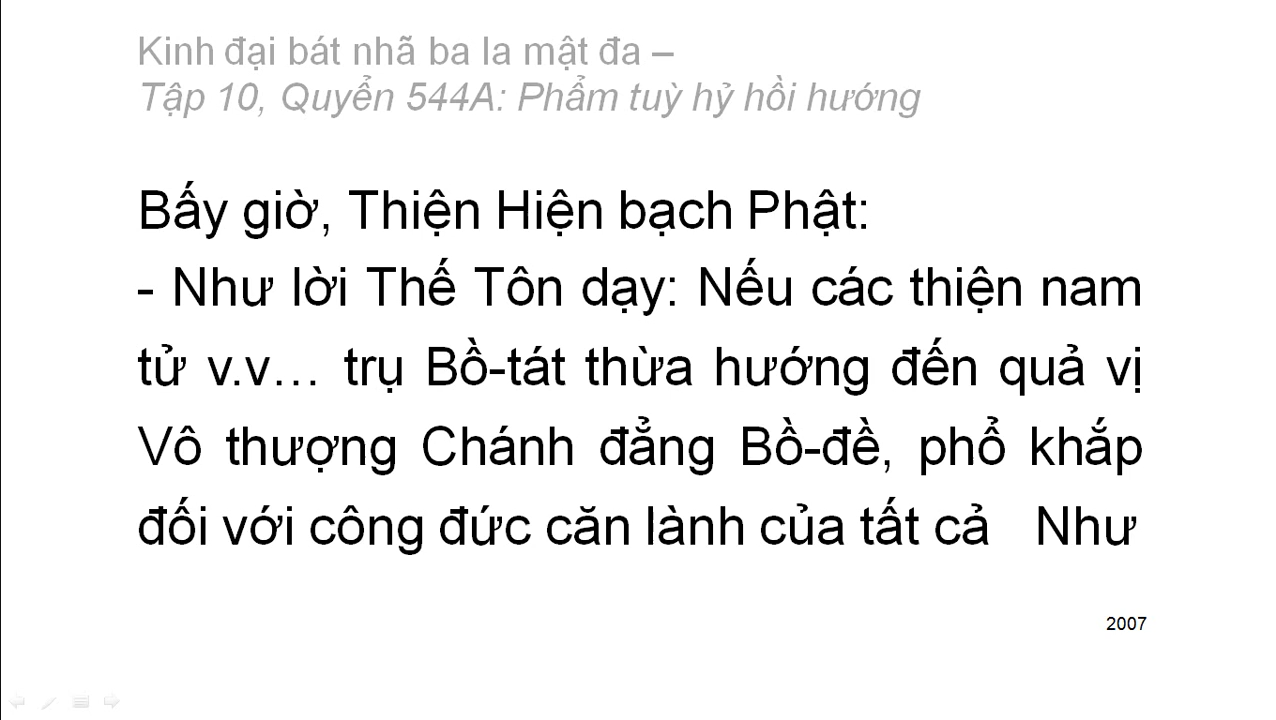 Kinh đại bát nhã ba la mật đa –
Tập 10, Quyển 544A: Phẩm tuỳ hỷ hồi hướng
Bấy giờ, Thiện Hiện bạch Phật:
- Như lời Thế Tôn dạy: Nếu các thiện nam
tử v.v… trụ Bồ-tát thừa hướng đến quả vị
Vô thượng Chánh đẳng Bồ-đề, phổ khắp
đối với công đức căn lành của tất cả Như
2007